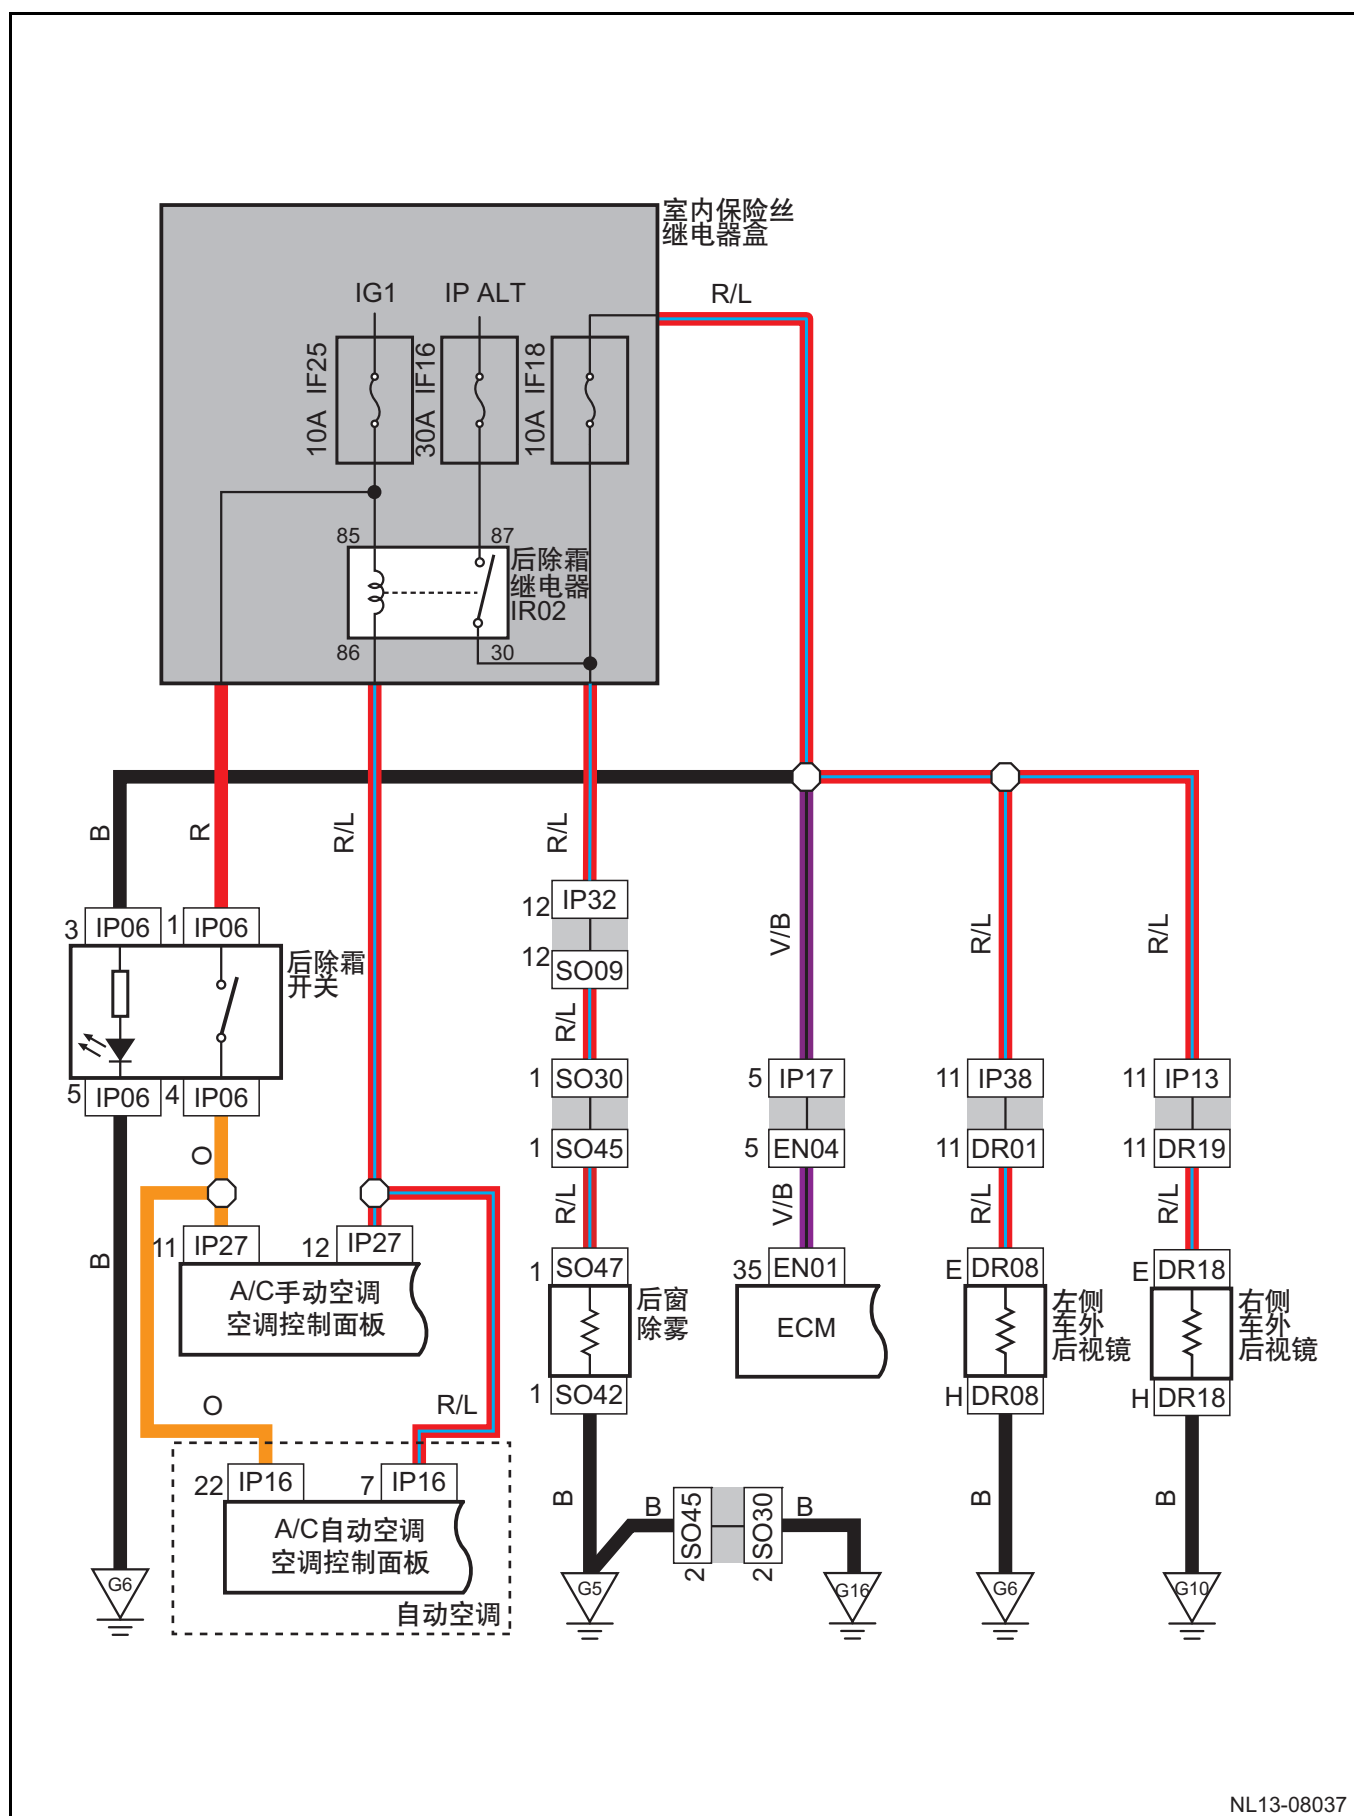 室内保险丝
继电器盒
IG1
IP ALT
R/L
10A IF25
30A IF16
10A IF18
85
87
后除霜
继电器
IR02
86
30
B
R
R/L
R/L
V/B
R/L
R/L
12 IP32
12 SO09
R/L
3 IP06
1 IP06
后除霜
开关
5 IP06
4 IP06
1 SO30
5 IP17
11 IP38
11 IP13
1 SO45
5 EN04
11 DR01
11 DR19
O
R/L
V/B
R/L
R/L
B
11 IP27
12 IP27
A/C手动空调
空调控制面板
1 SO47
后窗
除雾
1 SO42
35 EN01
ECM
E DR08
左侧
车外
后视镜
H DR08
E DR18
右侧
车外
后视镜
H DR18
O
R/L
22 IP16
7 IP16
A/C自动空调
空调控制面板
自动空调
B
B
2 SO45
2 SO30
B
B
B
G6
G5
G16
G6
G10
NL13-08037